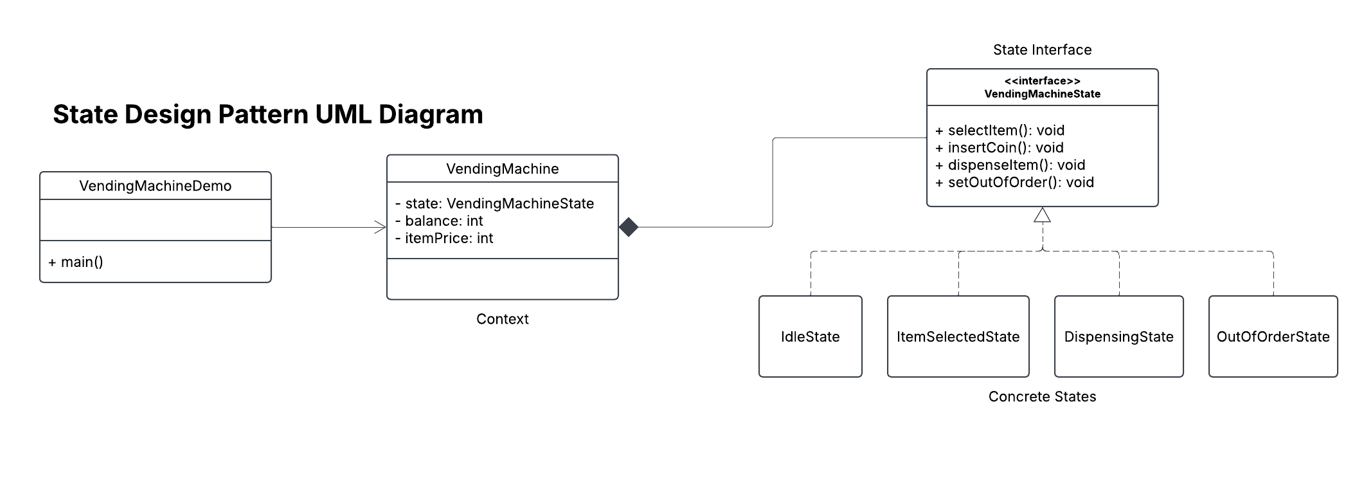 State Design Pattern UML Diagram
VendingMachineDemo
+ main()
VendingMachine
- state: VendingMachineState
- balance: int
- itemPrice: int
Context
State Interface
<<interface>>
VendingMachineState
+ selectItem(): void
+ insertCoin(): void
+ dispenseItem(): void
+ setOutOfOrder(): void
IdleState
ItemSelectedState
DispensingState
OutOfOrderState
Concrete States